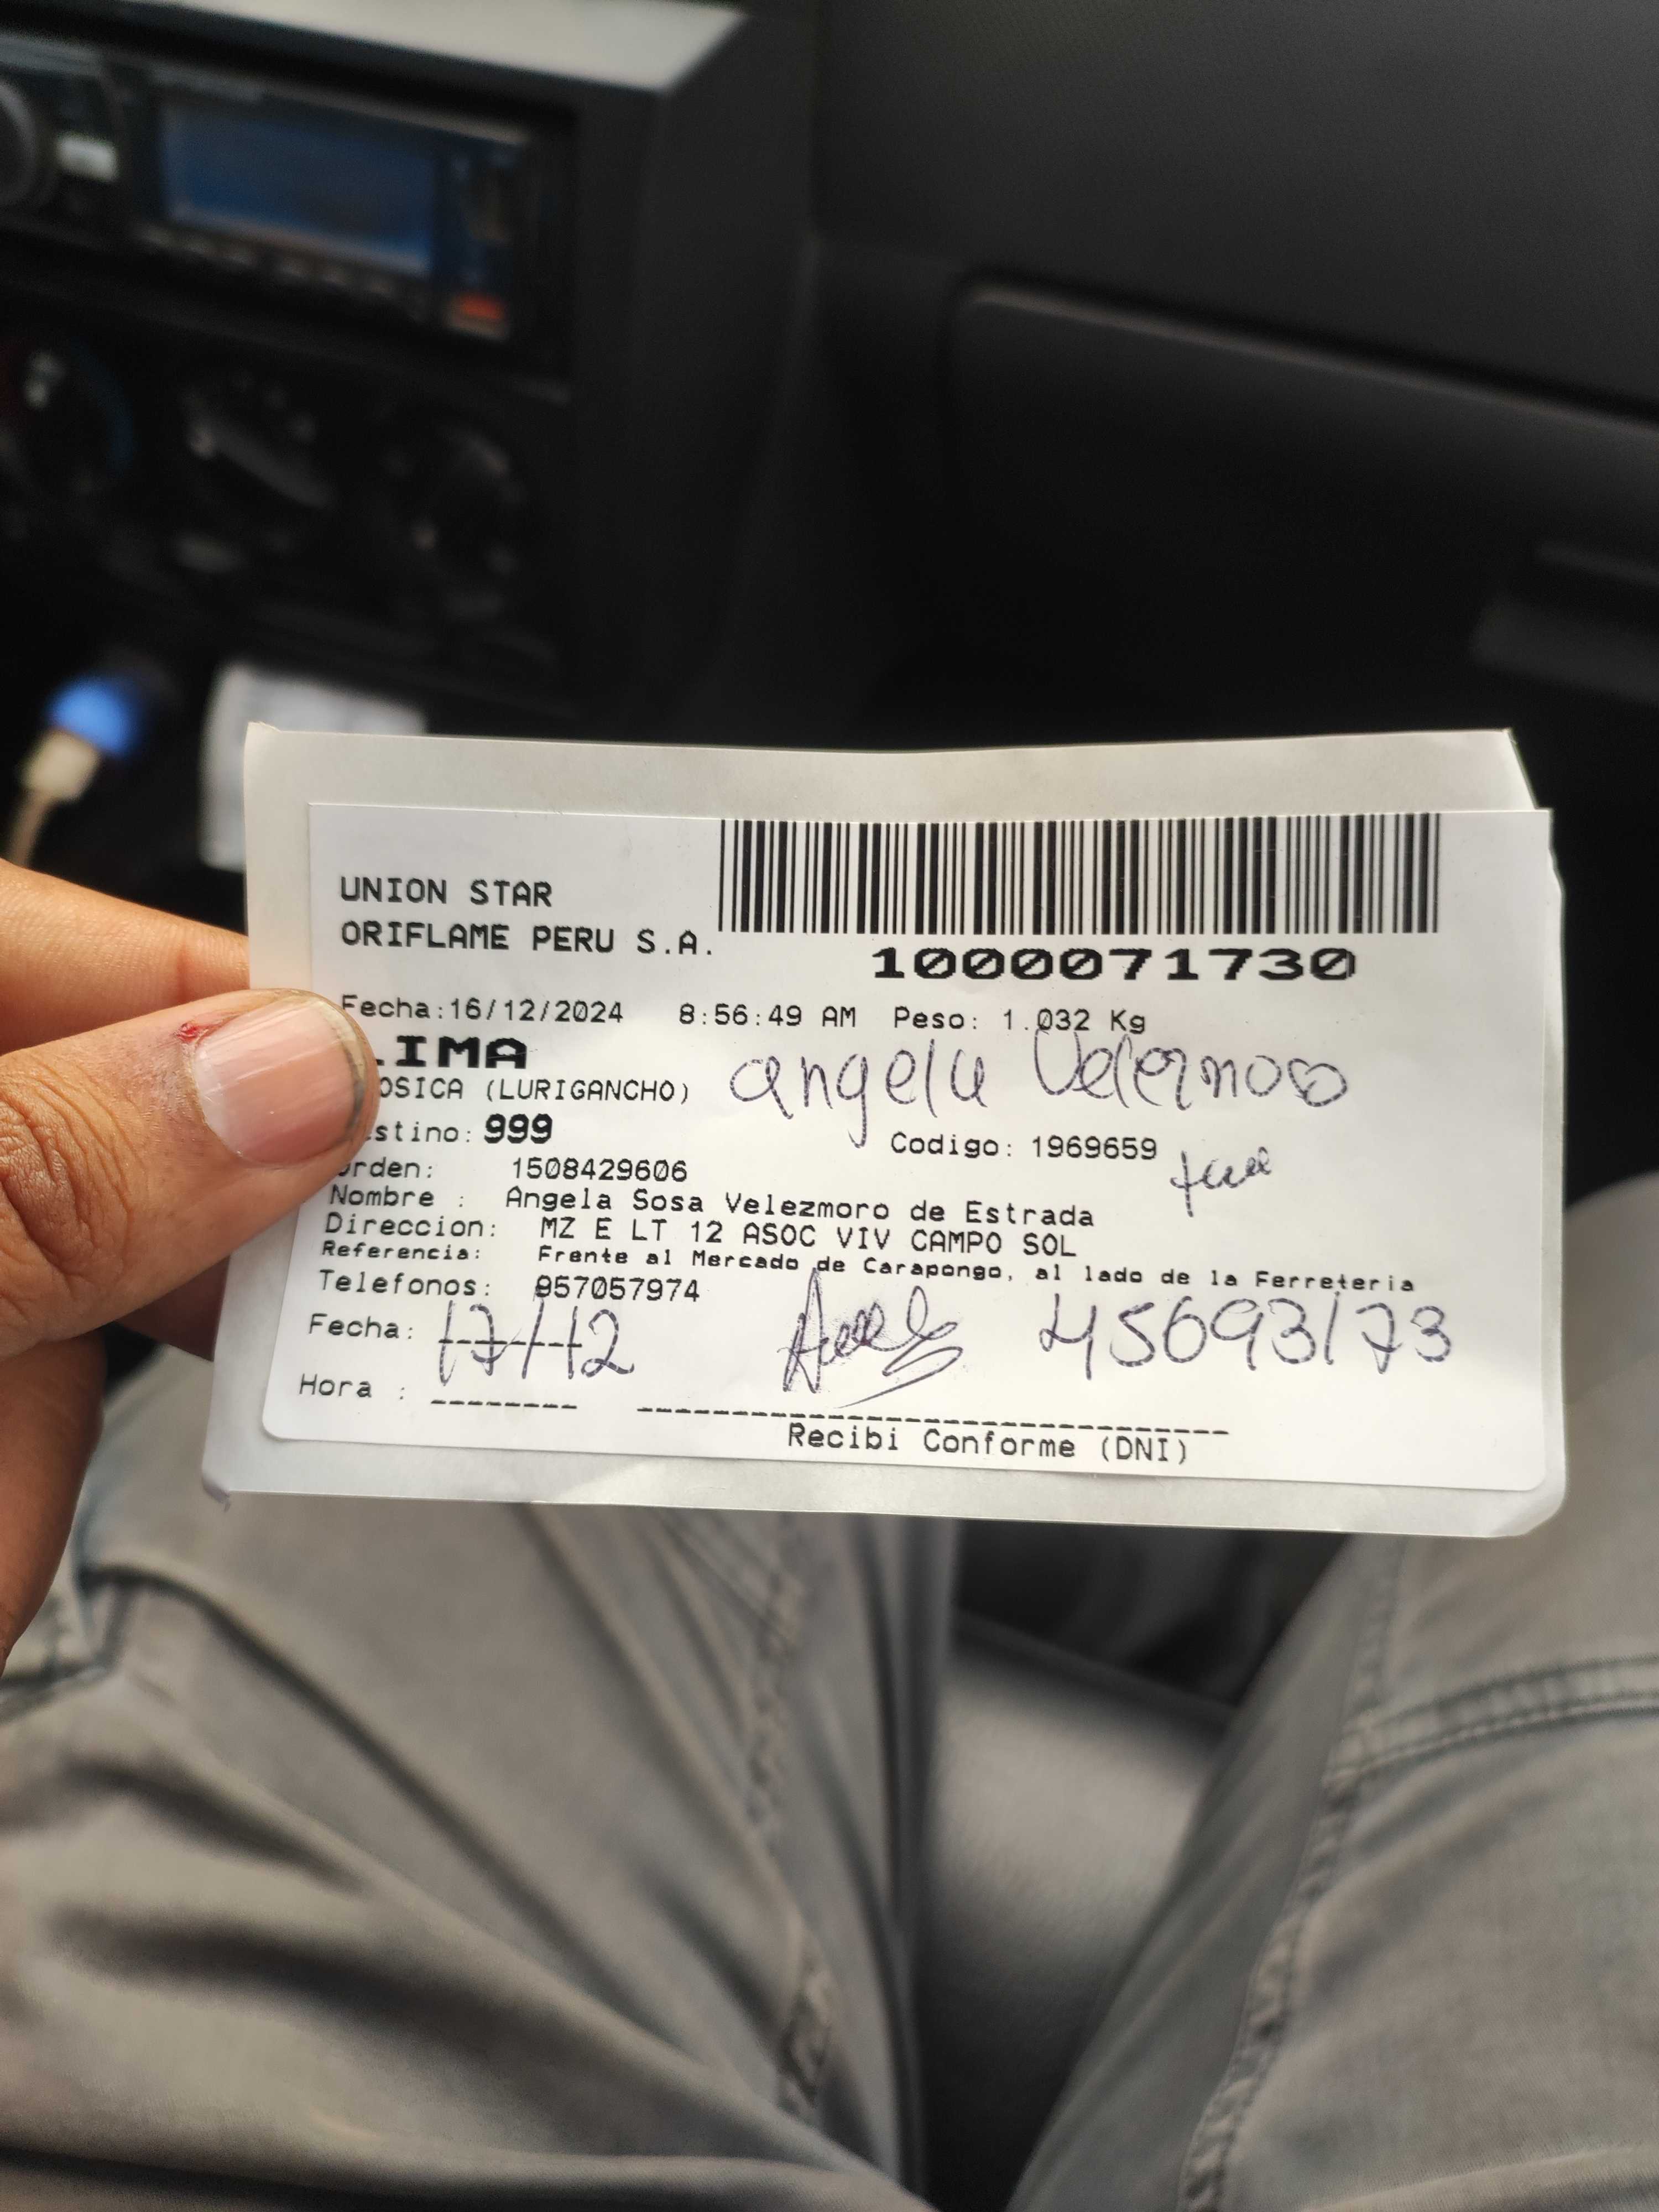 UNION STAR
ORIFLAME PERU S.A.
1000071730
Fecha:16/12/2024 8:56:49 AM Peso: 1.032 Kg
LIMA
OSICA (LURIGANCHO) angela
stino: 999 Codigo: 1969659
orden: 1508429606
Nombre : Angela Sosa Velezmoro de Estrada
Direccion: MZ E LT 12 ASOC VIV CAMPO SOL
Referencia: Frente al Mercado de Carapongo, al lado de la Ferreteria
Telefonos: 957057974
Fecha: 17/12 45693173
Hora :
Recibi Conforme (DNI)